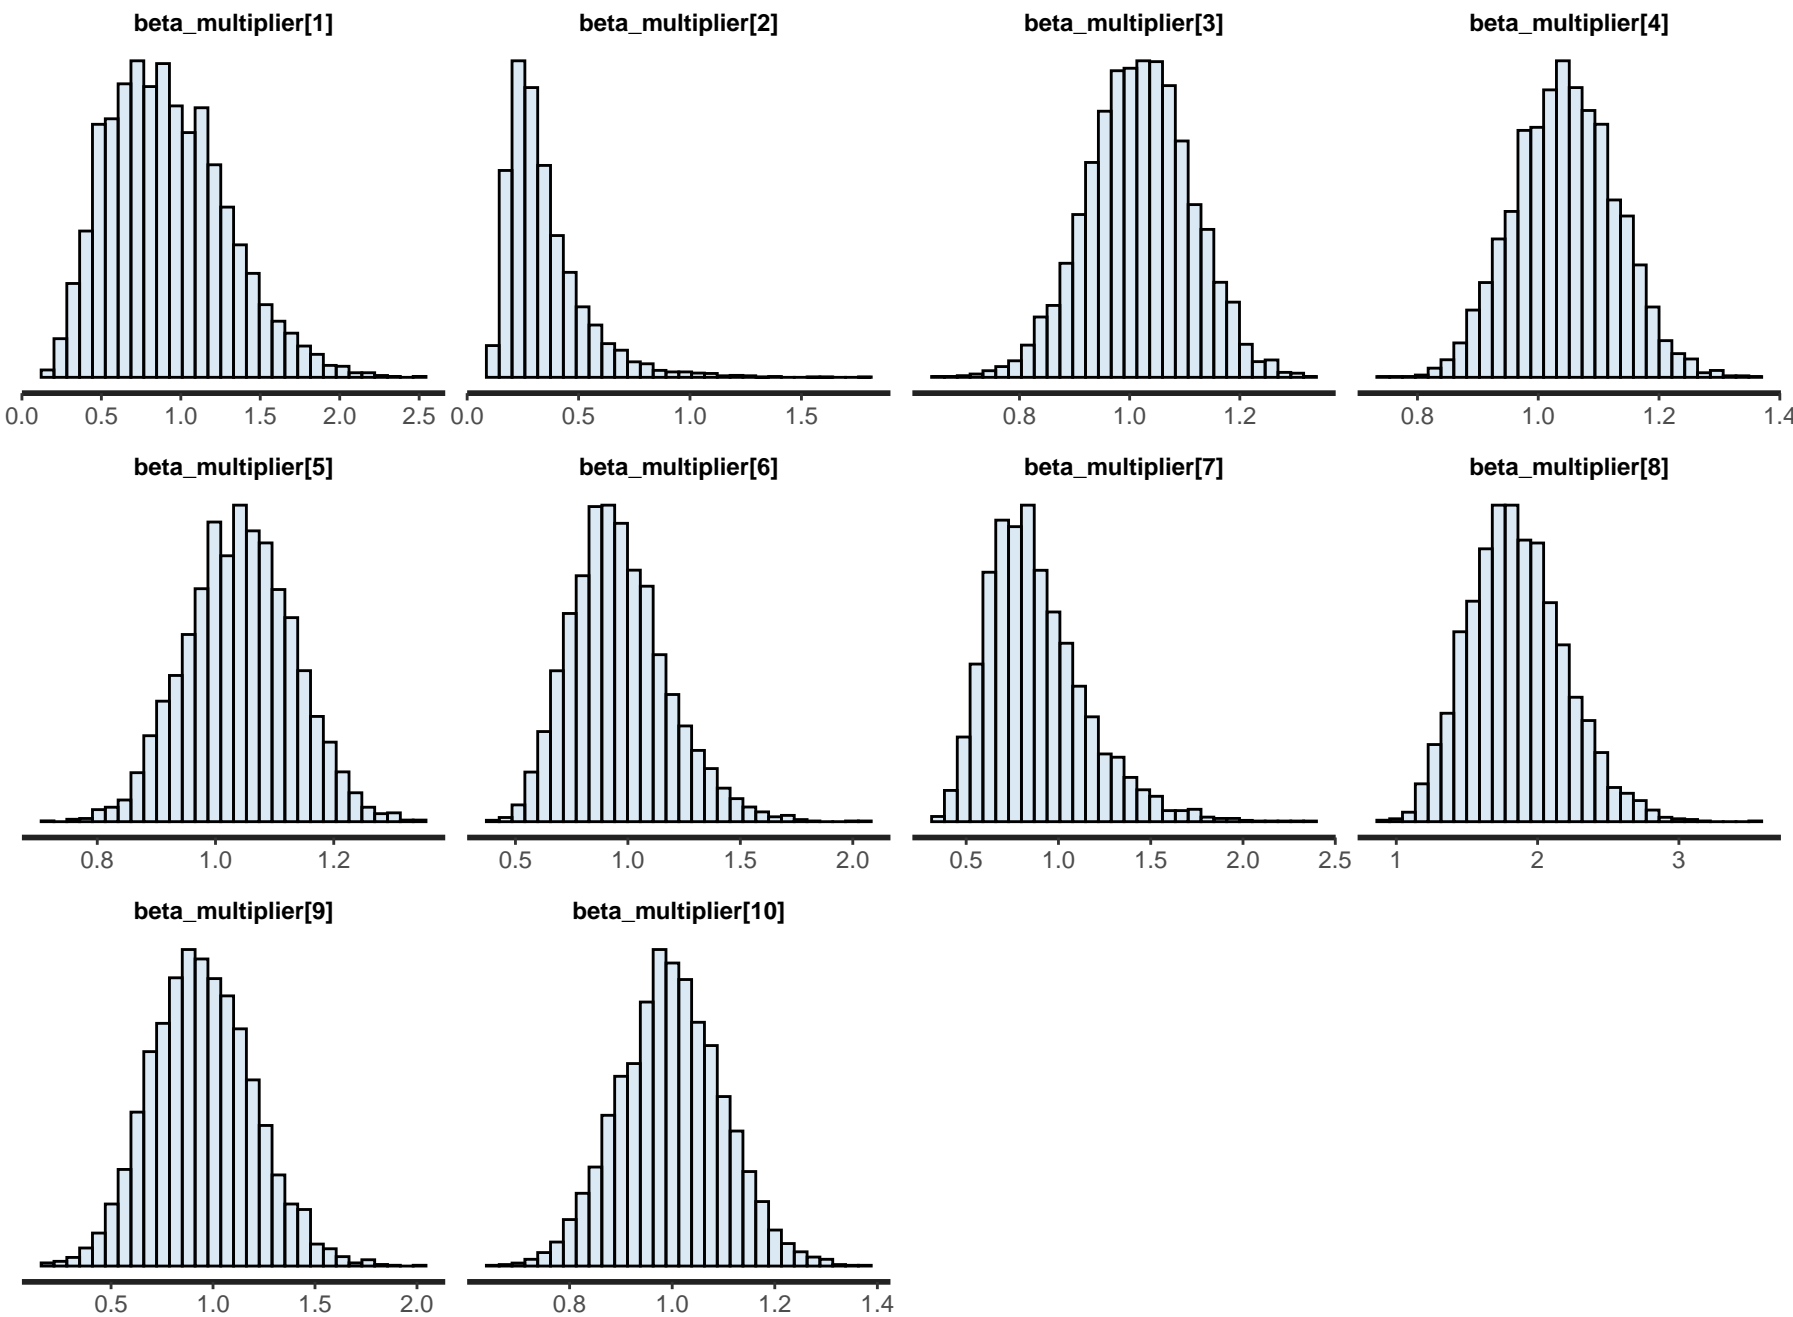 beta_multiplier[1] beta_multiplier[2] beta_multiplier[3] beta_multiplier[4]
0.0 0.5 1.0 1.5 2.0 2.5 0.0 0.5 1.0 1.5 0.8 1.0 1.2 0.8 1.0 1.2 1.4
beta_multiplier[5] beta_multiplier[6] beta_multiplier[7] beta_multiplier[8]
0.8 1.0 1.2 0.5 1.0 1.5 2.0 0.5 1.0 1.5 2.0 2.5 1 2 3
beta_multiplier[9] beta_multiplier[10]
0.5 1.0 1.5 2.0 0.8 1.0 1.2 1.4